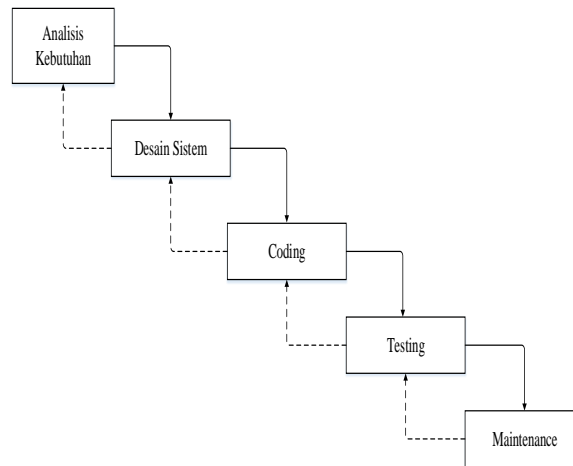 Analisis
Kebutuhan
Desain Sistem
Coding
Testing
Maintenance